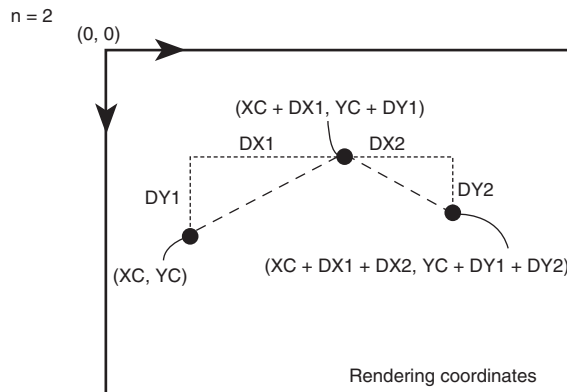 n = 2
(0, 0)
(XC + DX1, YC + DY1)
DX1
DX2
DY1
DY2
(XC, YC)
(XC + DX1 + DX2, YC + DY1 + DY2)
Rendering coordinates